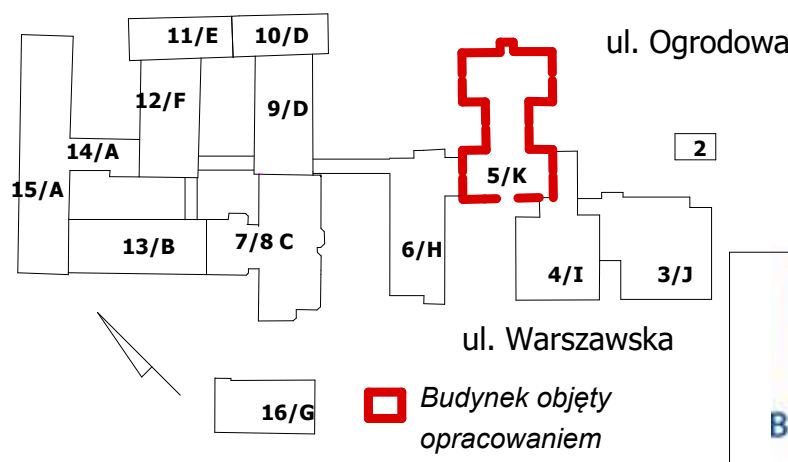 11/E
10/D
ul. Ogrodowa
12/F
9/D
14/A
2
15/A
5/K
13/B
7/8 C
6/H
4/I
3/J
ul. Warszawska
16/G
Budynek objęty
opracowaniem
B